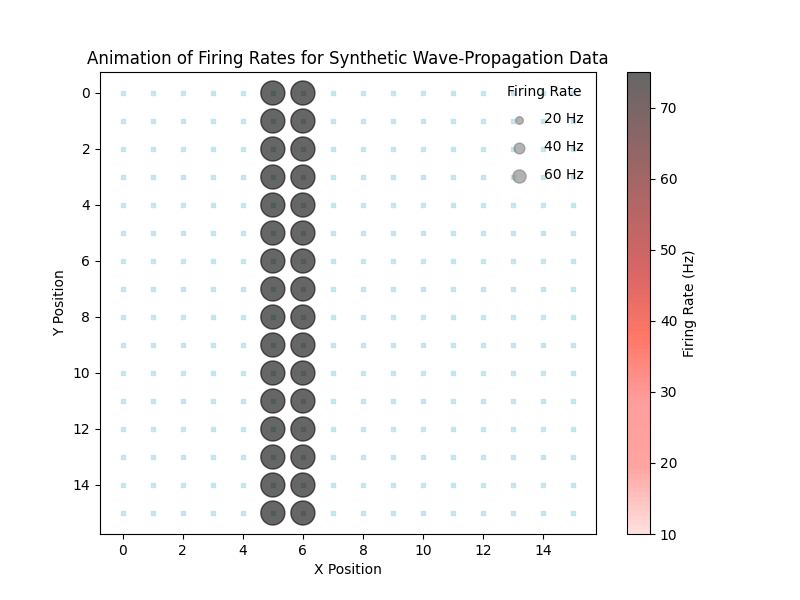 Animation of Firing Rates for Synthetic Wave-Propagation Data
Firing Rate
20 Hz
40 Hz
60 Hz
0
2
4
6
8
10
12
14
Y Position
0 2 4 6 8 10 12 14
X Position
70
60
50
40
30
20
10
Firing Rate (Hz)